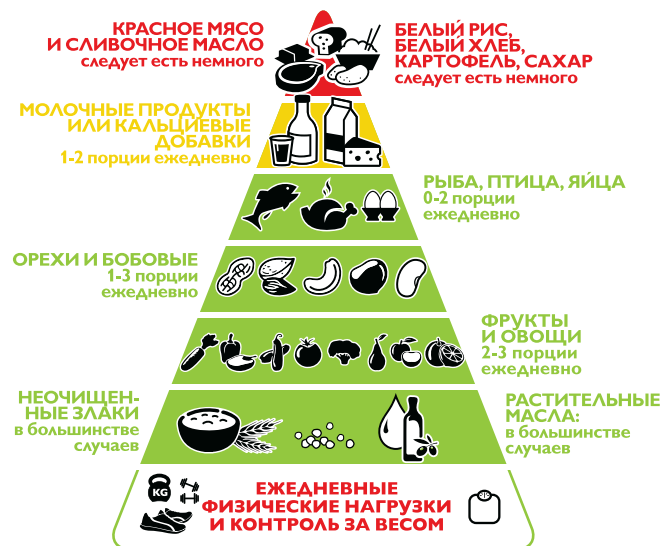 КРАСНОЕ МЯСО
И СЛИВОЧНОЕ МАСЛО
следует есть немного
БЕЛЫЙ РИС,
БЕЛЫЙ ХЛЕБ,
КАРТОФЕЛЬ, САХАР
следует есть немного
МОЛОЧНЫЕ ПРОДУКТЫ
ИЛИ КАЛЬЦИЕВЫЕ
ДОБАВКИ
1-2 порции ежедневно
РЫБА, ПТИЦА, ЯЙЦА
0-2 порции
ежедневно
ОРЕХИ И БОБОВЫЕ
1-3 порции
ежедневно
ФРУКТЫ
И ОВОЩИ
2-3 порции
ежедневно
НЕОЧИЩЕН-
НЫЕ ЗЛАКИ
в большинстве
случаев
РАСТИТЕЛЬНЫЕ
МАСЛА:
в большинстве
случаев
KG
ЕЖЕДНЕВНЫЕ
ФИЗИЧЕСКИЕ НАГРУЗКИ
И КОНТРОЛЬ ЗА ВЕСОМ